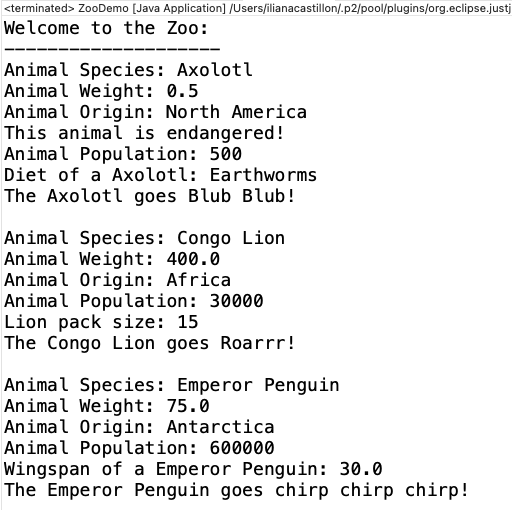 <terminated> ZooDemo [Java Application] /Users/ilianacastillon/.p2/pool/plugins/org.eclipse.justj
Welcome to the Zoo:
--------------------
Animal Species: Axolotl
Animal Weight: 0.5
Animal Origin: North America
This animal is endangered!
Animal Population: 500
Diet of a Axolotl: Earthworms
The Axolotl goes Blub Blub!

Animal Species: Congo Lion
Animal Weight: 400.0
Animal Origin: Africa
Animal Population: 30000
Lion pack size: 15
The Congo Lion goes Roarrr!

Animal Species: Emperor Penguin
Animal Weight: 75.0
Animal Origin: Antarctica
Animal Population: 600000
Wingspan of a Emperor Penguin: 30.0
The Emperor Penguin goes chirp chirp chirp!